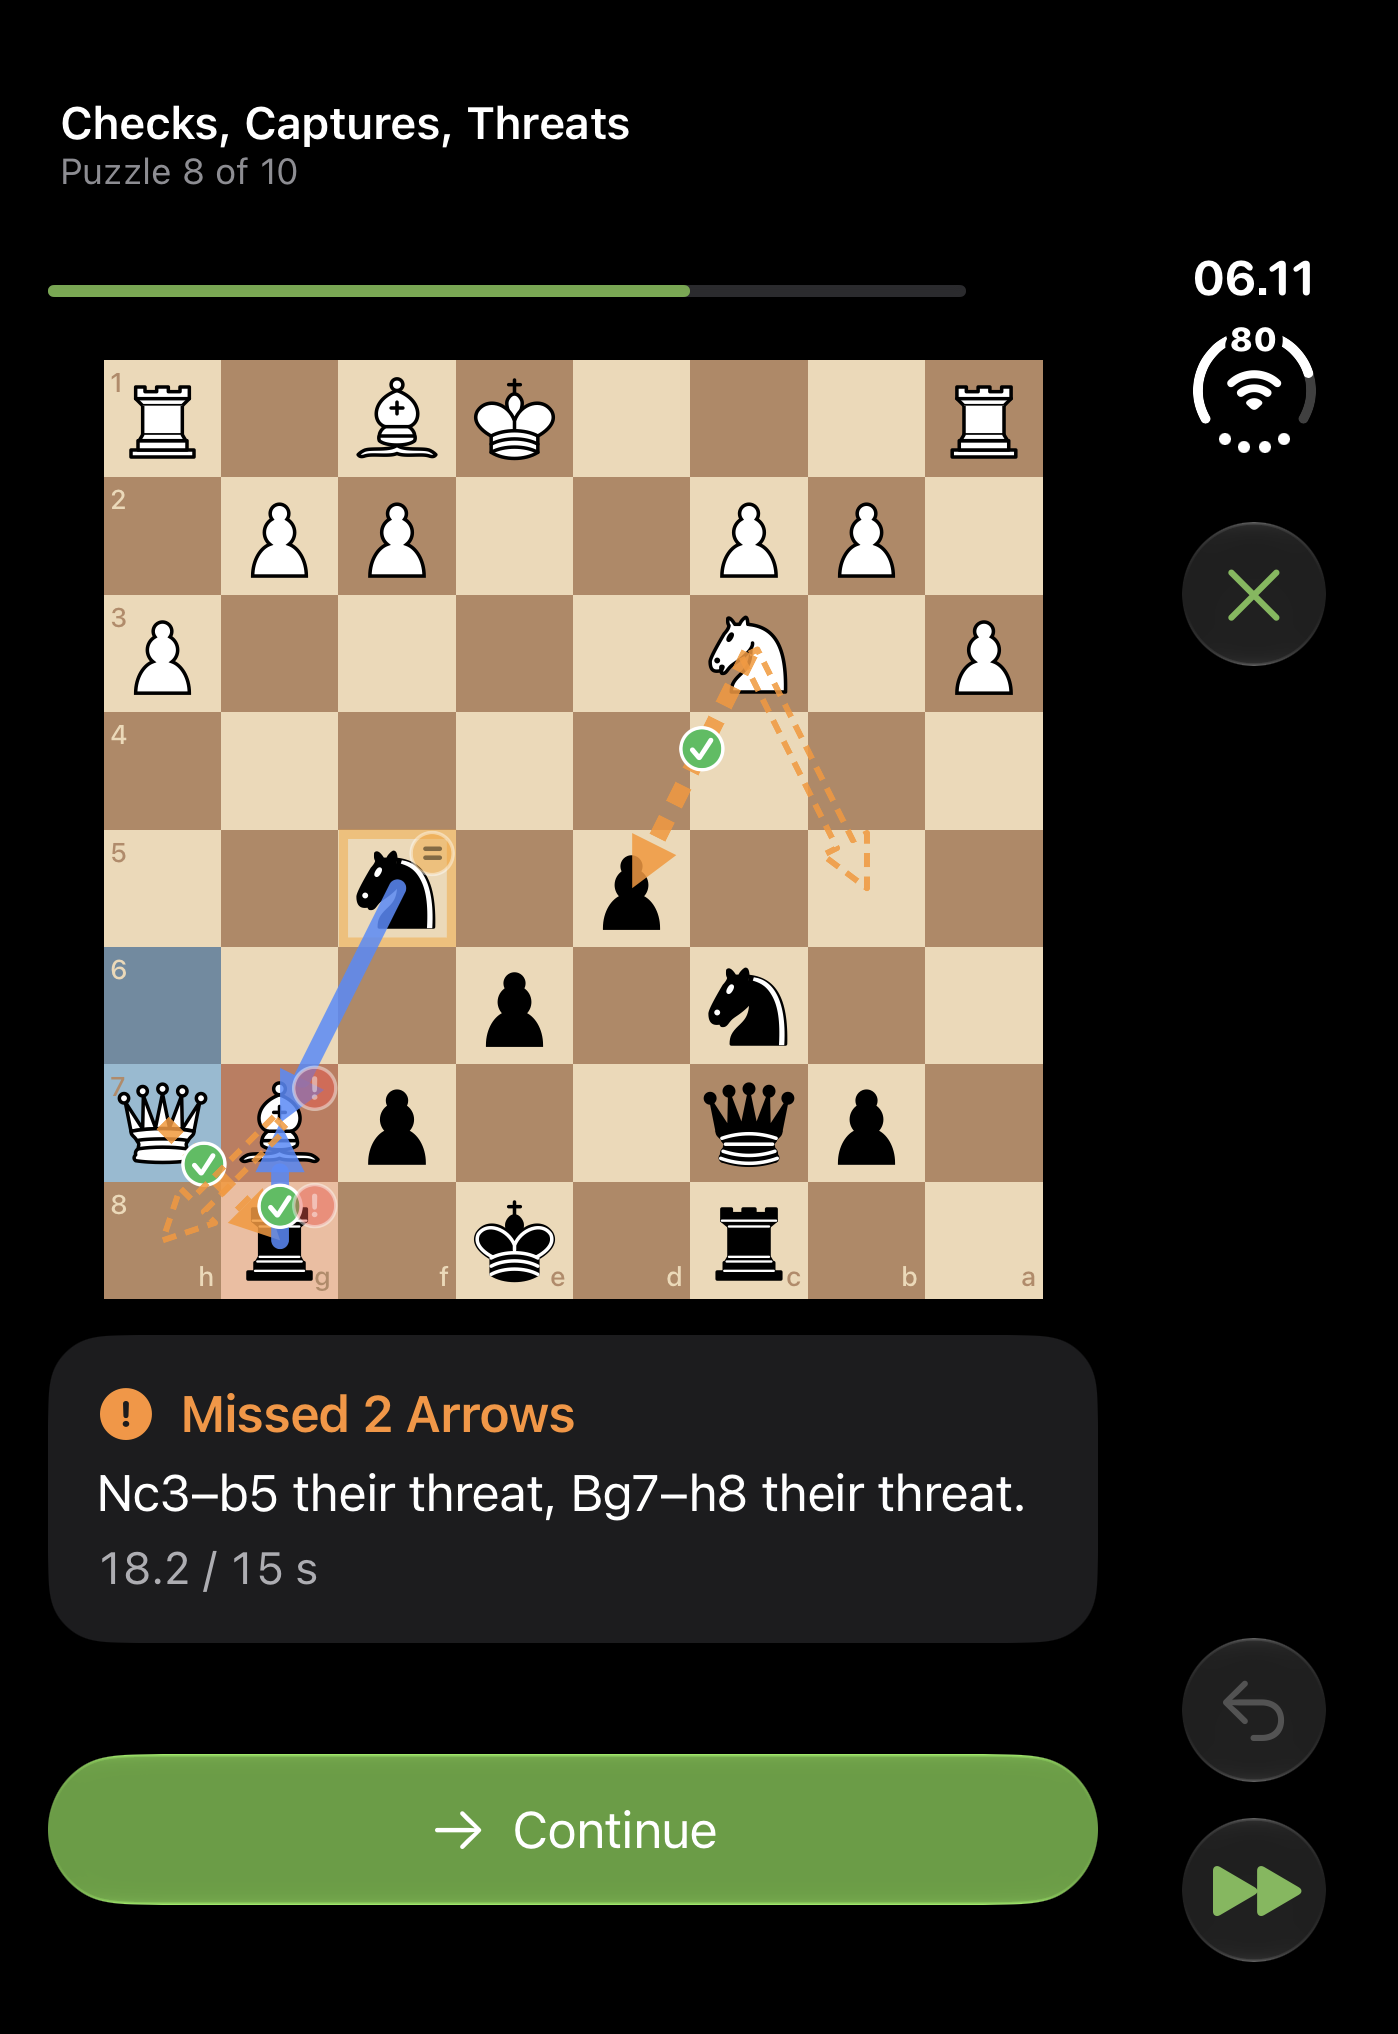 Checks, Captures, Threats
Puzzle 8 of 10
06.11
80
1
2
3
4
5
6
7
8
h g f e d c b a
Missed 2 Arrows
Nc3–b5 their threat, Bg7–h8 their threat.
18.2 / 15 s
Continue